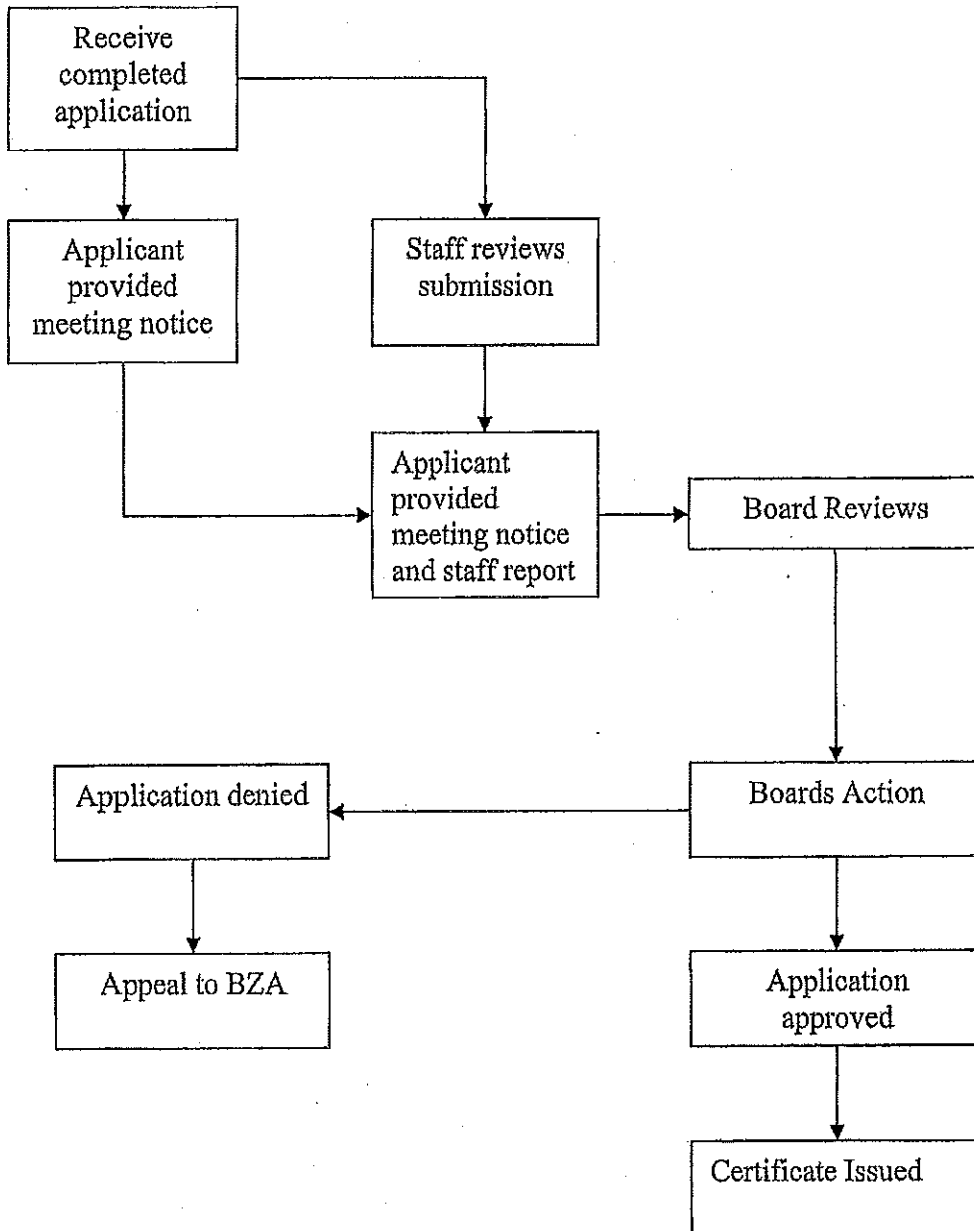 Receive
completed
application
Applicant
provided
meeting notice
Staff reviews
submission
Applicant
provided
meeting notice
and staff report
Board Reviews
Boards Action
Application denied
Appeal to BZA
Application
approved
Certificate Issued